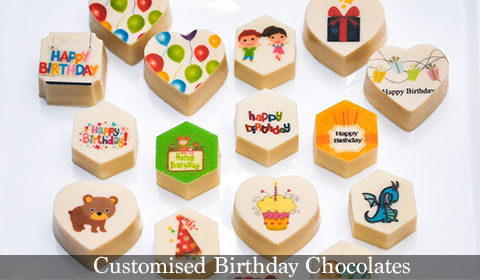 HAPPY
BIRTHDAY
Happy Birthday
Happy
Birthday!
Happy
Birthday
happy
birthday
Happy
Birthday
Customised Birthday Chocolates